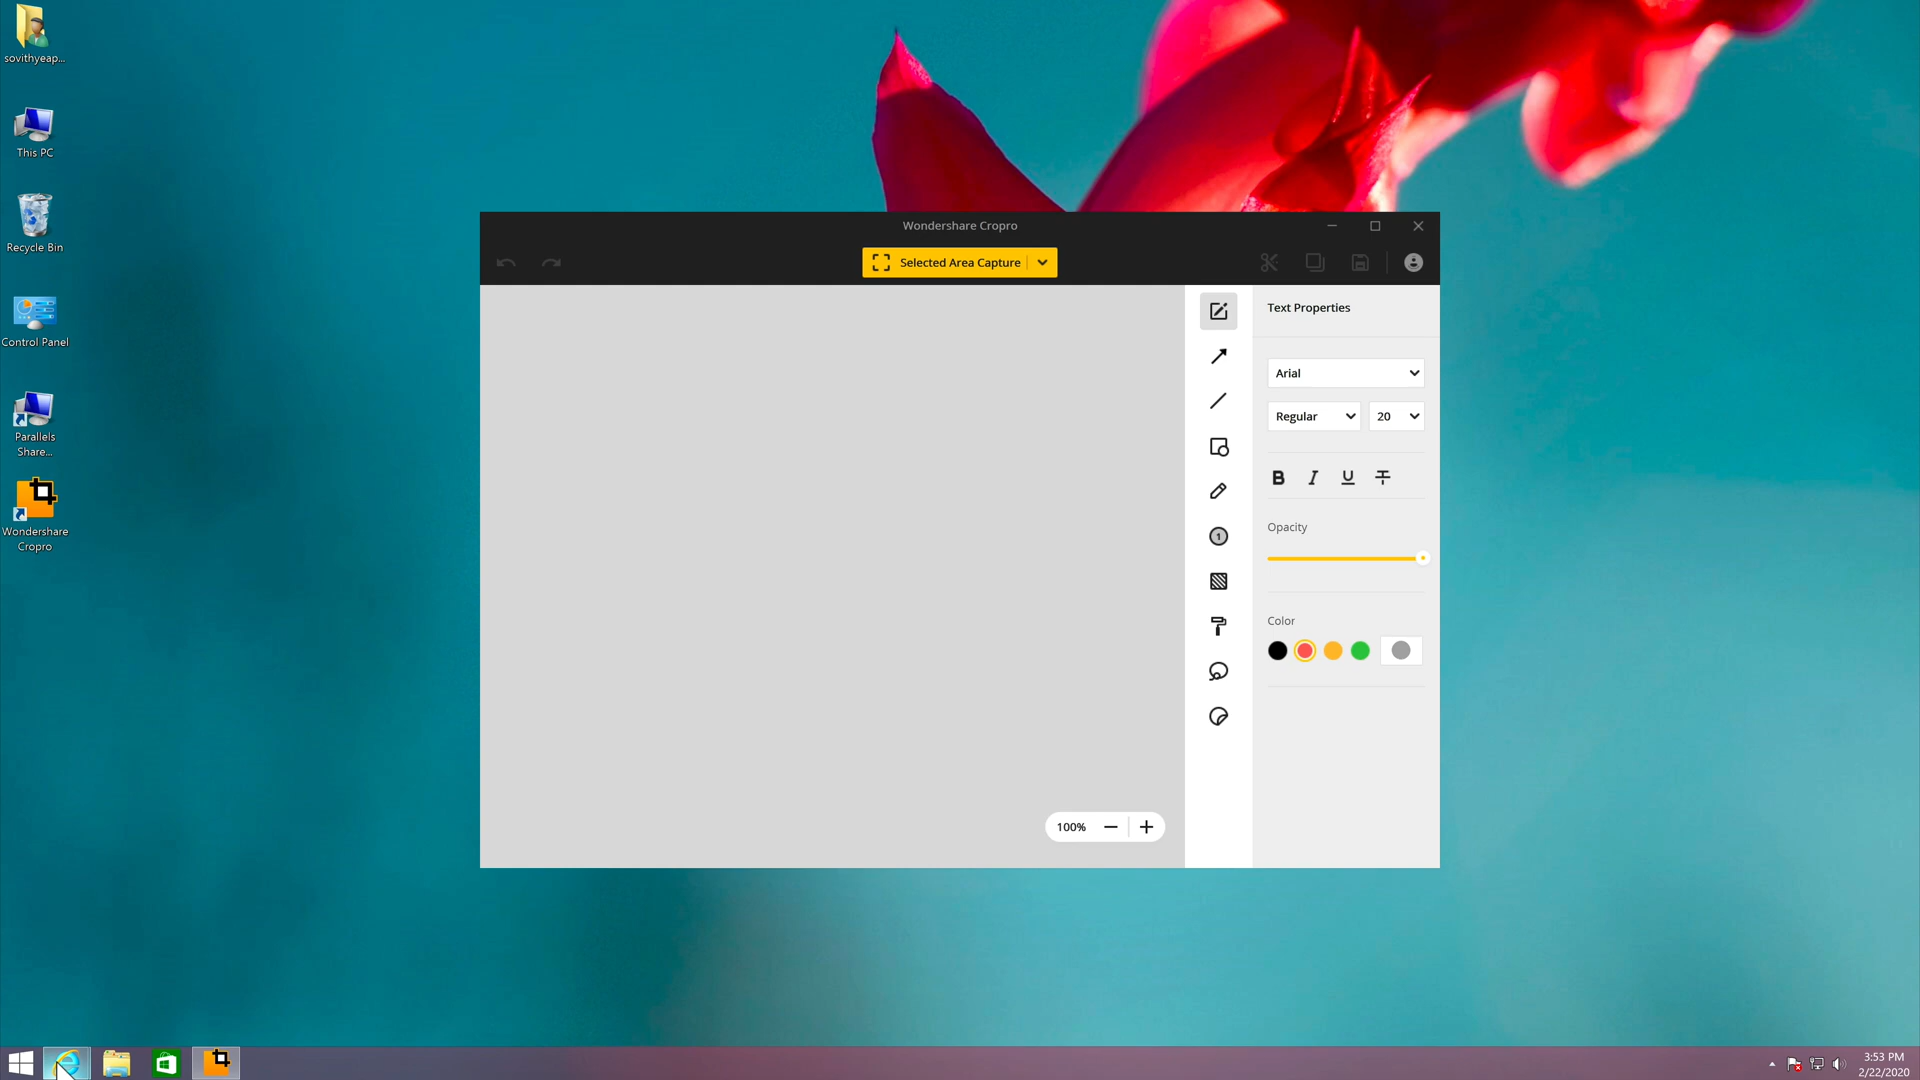 sovithyeap...
This PC
Recycle Bin
Control Panel
Parallels
Share...
Wondershare
Cropro
Wondershare Cropro
Selected Area Capture
Text Properties
Arial
Regular
20
B I U T
Opacity
1
Color
100%
3:53 PM
2/22/2020